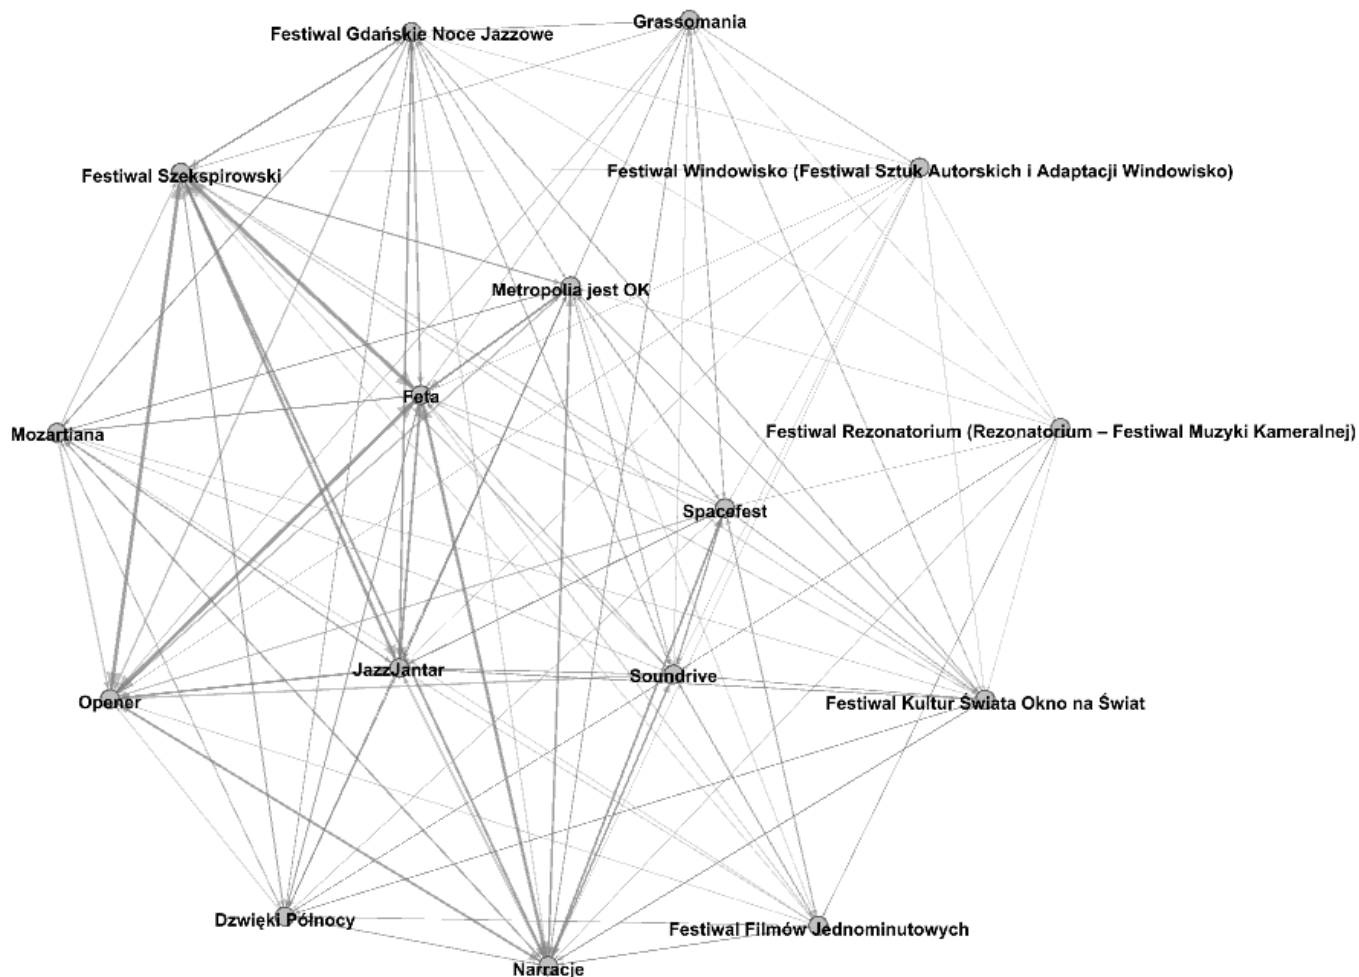 Grassomania
Festiwal Gdańskie Noce Jazzowe
Festiwal Windowisko (Festiwal Sztuk Autorskich i Adaptacji Windowisko)
Festiwal Szekspirowski
Metropolia jest OK
Feta
Mozartiana
Festiwal Rezonatorium (Rezonatorium – Festiwal Muzyki Kameralnej)
Spacefest
JazzJantar
Soundrive
Opener
Festiwal Kultur Świata Okno na Świat
Dzwięki Północy
Festiwal Filmów Jednominutowych
Narracje